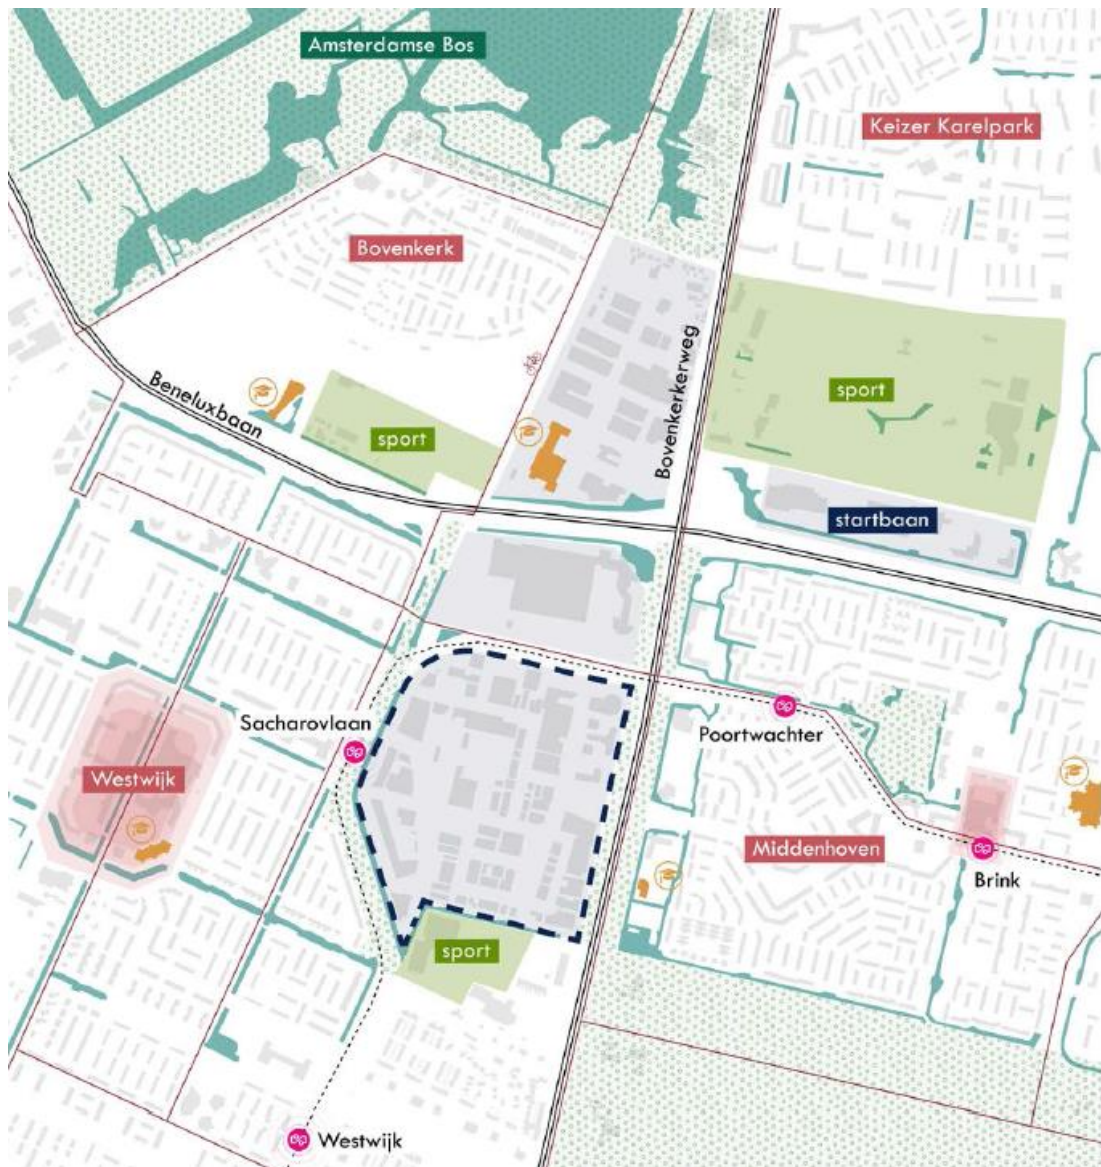 Amsterdamse Bos
Keizer Karelpark
Bovenkerk
Bovenkerkerweg
Beneluxbaan
sport
sport
startbaan
Sacharovlaan
Poortwachter
Westwijk
Middenhoven
Brink
sport
Westwijk